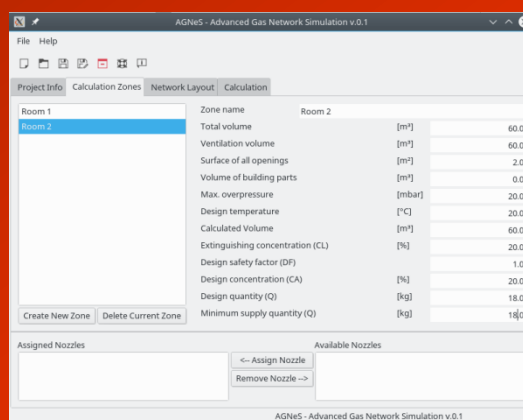 AGNeS - Advanced Gas Network Simulation v.0.1
File Help
Project Info Calculation Zones Network Layout Calculation
Room 1
Room 2
Zone name Room 2
Total volume [m³] 60.0
Ventilation volume [m³] 60.0
Surface of all openings [m²] 2.0
Volume of building parts [m³] 0.0
Max. overpressure [mbar] 20.0
Design temperature [°C] 20.0
Calculated Volume [m³] 60.0
Extinguishing concentration (CL) [%] 20.0
Design safety factor (DF) 1.0
Design concentration (CA) [%] 20.0
Design quantity (Q) [kg] 18.0
Minimum supply quantity (Q) [kg] 18.0
Create New Zone Delete Current Zone
Assigned Nozzles Available Nozzles
<-- Assign Nozzle
Remove Nozzle -->
AGNeS - Advanced Gas Network Simulation v.0.1